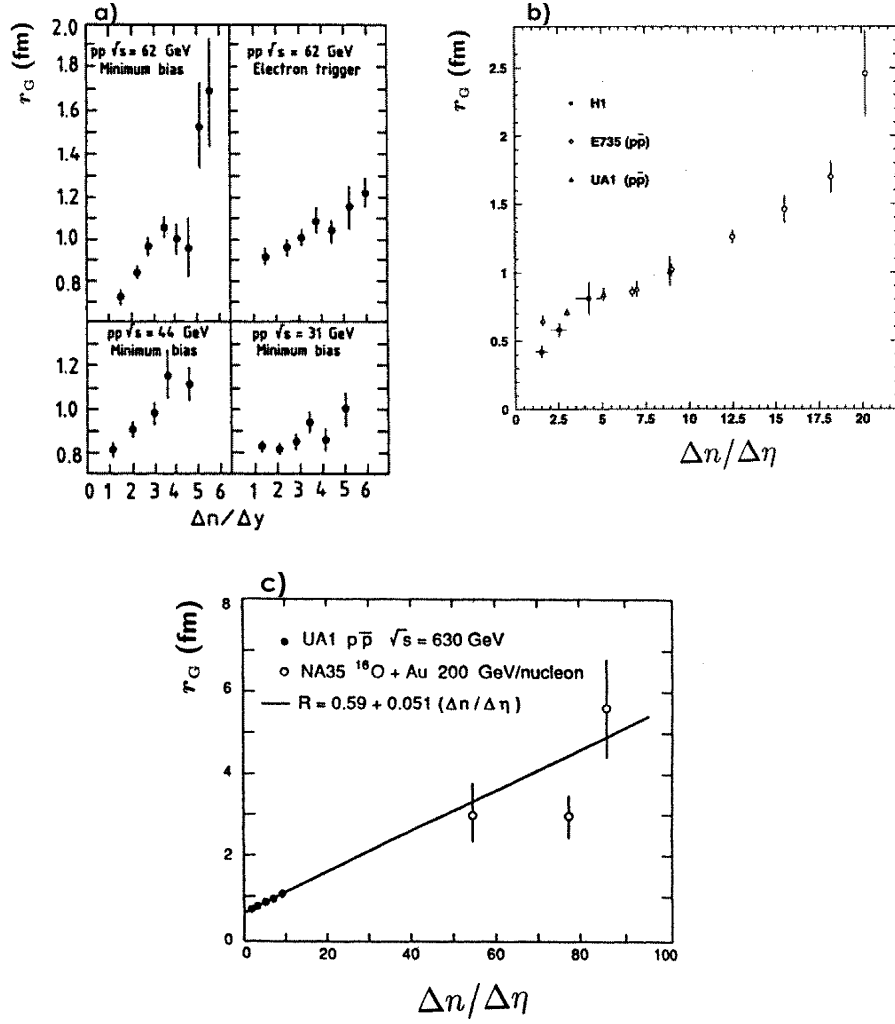 a)
pp √s = 62 GeV
Minimum bias
pp √s = 62 GeV
Electron trigger
r_G (fm)
2.0
1.8
1.6
1.4
1.2
1.0
0.8
pp √s = 44 GeV
Minimum bias
pp √s = 31 GeV
Minimum bias
1.2
1.0
0.8
0 1 2 3 4 5 6 1 2 3 4 5 6
Δn/Δy
b)
r_G (fm)
2.5
2
1.5
1
0.5
0
H1
E735 (pp̄)
UA1 (pp̄)
0 2.5 5 7.5 10 12.5 15 17.5 20
Δn/Δη
c)
r_G (fm)
8
6
4
2
0
UA1 pp̄ √s = 630 GeV
NA35 ¹⁶O + Au 200 GeV/nucleon
R = 0.59 + 0.051 (Δn/Δη)
0 20 40 60 80 100
Δn/Δη